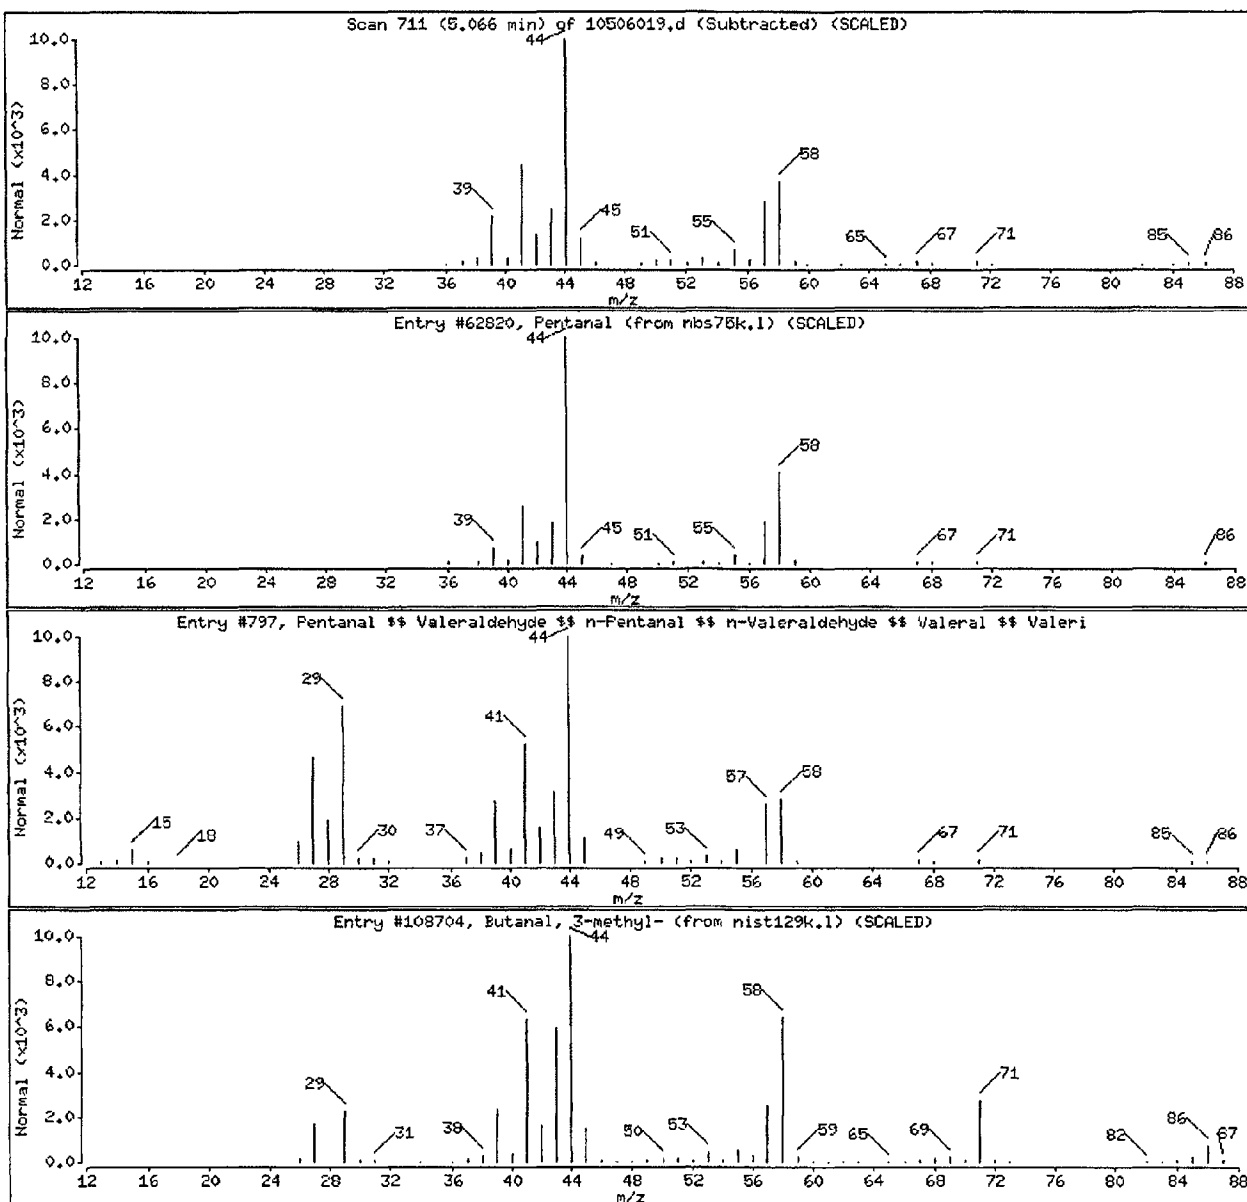 Scan 711 (5.066 min) of 10506019.d (Subtracted) (SCALED)
Normal (x10^3)
10.0
8.0
6.0
4.0
2.0
0.0
39 44 45 51 55 58 65 67 71 85 86
12 16 20 24 28 32 36 40 44 48 52 56 60 64 68 72 76 80 84 88
m/z
Entry #62820, Pentanal (from nbs75k.l) (SCALED)
Normal (x10^3)
10.0
8.0
6.0
4.0
2.0
0.0
39 44 45 51 55 58 67 71 86
12 16 20 24 28 32 36 40 44 48 52 56 60 64 68 72 76 80 84 88
m/z
Entry #797, Pentanal $$ Valeraldehyde $$ n-Pentanal $$ n-Valeraldehyde $$ Valeral $$ Valeri
Normal (x10^3)
10.0
8.0
6.0
4.0
2.0
0.0
15 18 29 30 37 41 44 49 53 57 58 67 71 85 86
12 16 20 24 28 32 36 40 44 48 52 56 60 64 68 72 76 80 84 88
m/z
Entry #108704, Butanal, 3-methyl- (from nist129k.l) (SCALED)
Normal (x10^3)
10.0
8.0
6.0
4.0
2.0
0.0
29 31 38 41 44 50 53 58 59 65 69 71 82 86 87
12 16 20 24 28 32 36 40 44 48 52 56 60 64 68 72 76 80 84 88
m/z